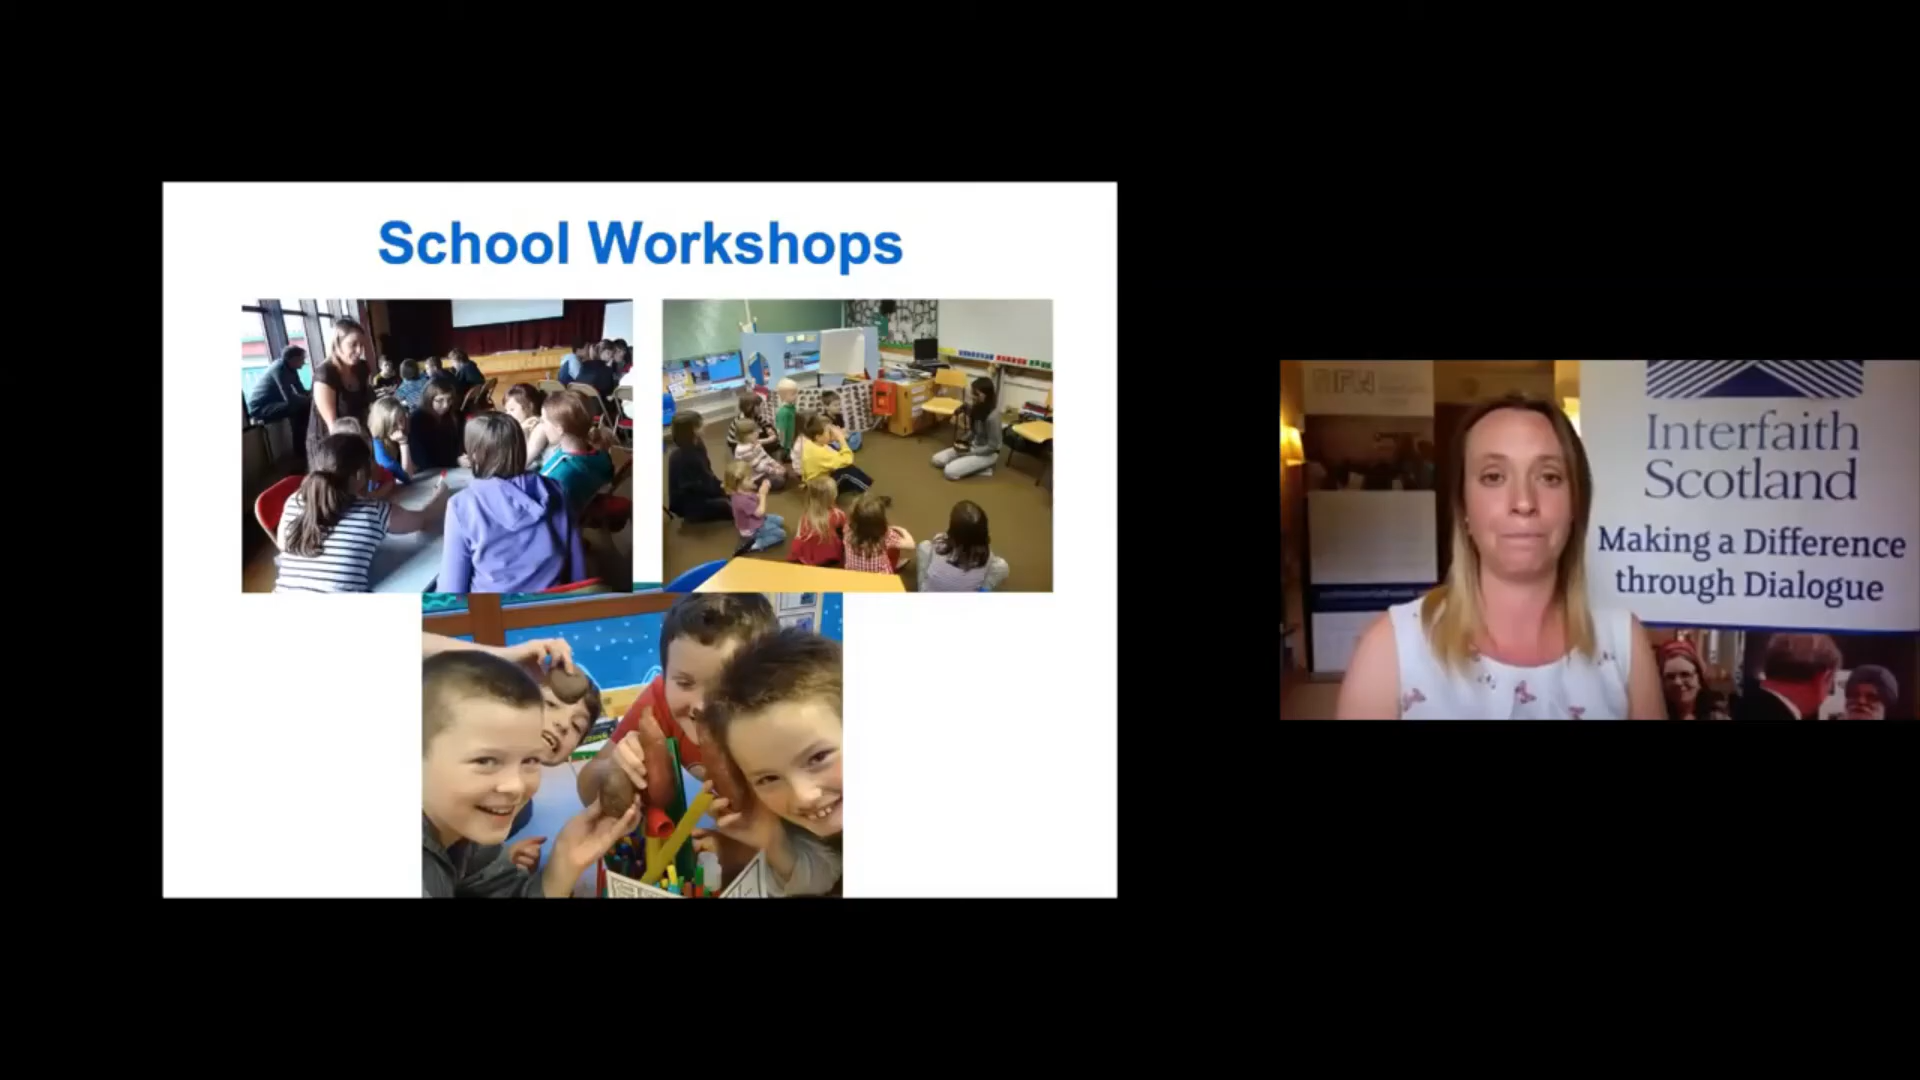 School Workshops
Interfaith
Scotland
Making a Difference
through Dialogue